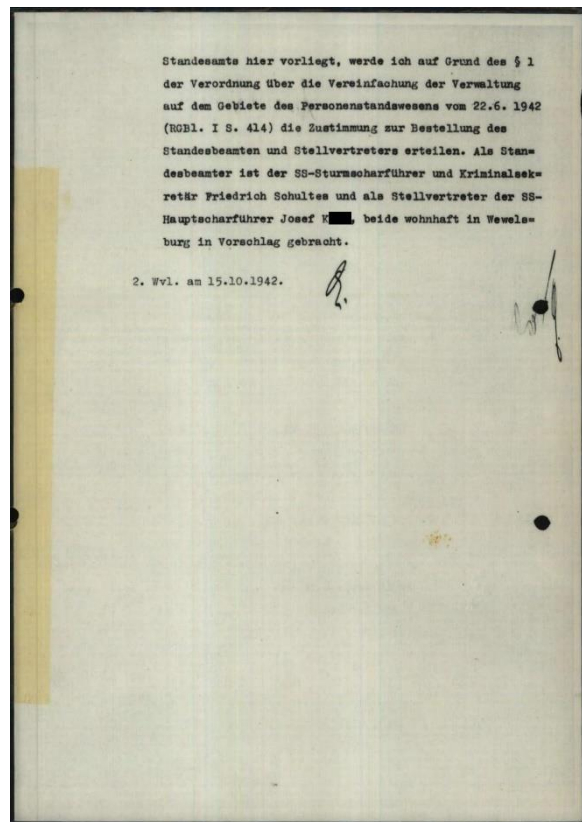 Standesamts hier vorliegt, werde ich auf Grund des § 1
der Verordnung über die Vereinfachung der Verwaltung
auf dem Gebiete des Personenstandswesens vom 22.6. 1942
(RGBl. I S. 414) die Zustimmung zur Bestellung des
Standesbeamten und Stellvertreters erteilen. Als Stan=
desbeamter ist der SS-Sturmscharführer und Kriminalsek=
retär Friedrich Schultes und als Stellvertreter der SS-
Hauptscharführer Josef K , beide wohnhaft in Wewels=
burg in Vorschlag gebracht.
2. Wvl. am 15.10.1942.